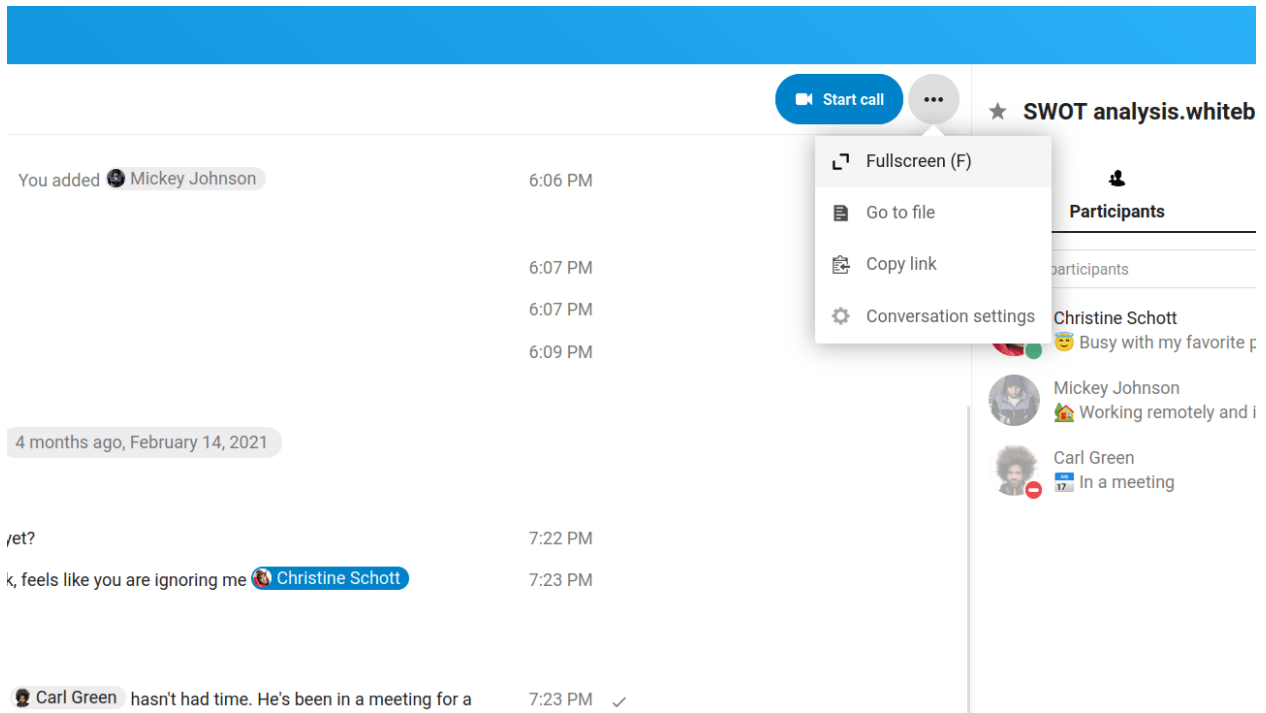 Start call
SWOT analysis.whiteb
Fullscreen (F)
Go to file
Copy link
Conversation settings
Participants
participants
Christine Schott
Busy with my favorite p
Mickey Johnson
Working remotely and i
Carl Green
17 In a meeting
You added Mickey Johnson 6:06 PM
6:07 PM
6:07 PM
6:09 PM
4 months ago, February 14, 2021
yet? 7:22 PM
k, feels like you are ignoring me Christine Schott 7:23 PM
Carl Green hasn't had time. He's been in a meeting for a 7:23 PM